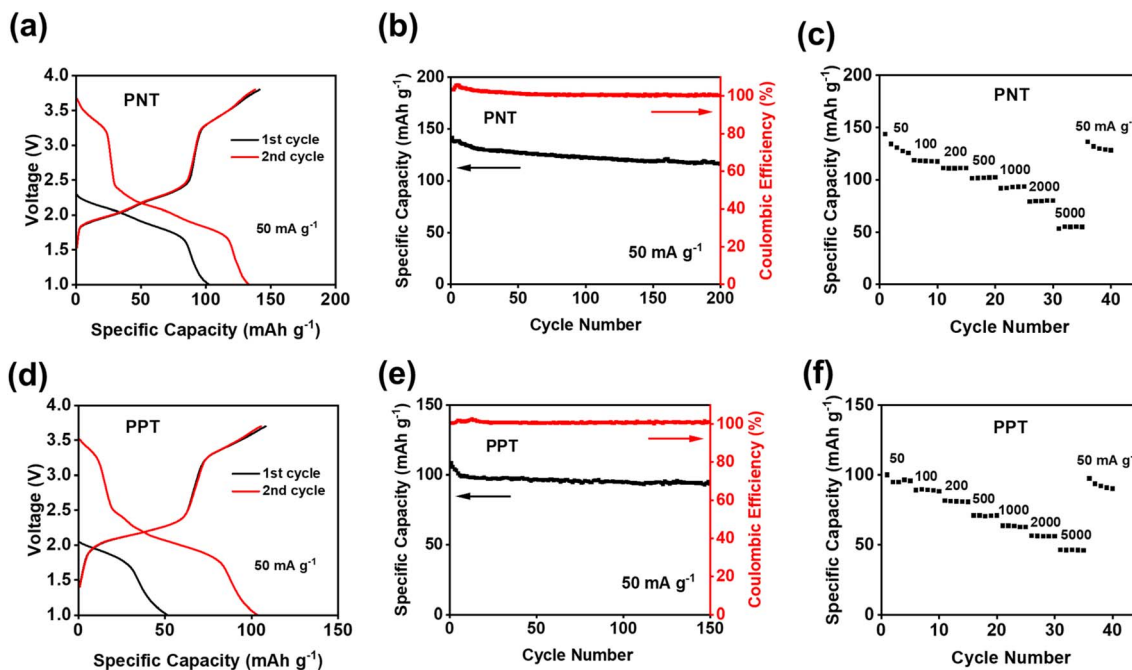 (a)
4.0
3.5
3.0
2.5
2.0
1.5
1.0
Voltage (V)
PNT
1st cycle
2nd cycle
50 mA g⁻¹
0 50 100 150 200
Specific Capacity (mAh g⁻¹)
(b)
200
150
100
50
0
Specific Capacity (mAh g⁻¹)
PNT
50 mA g⁻¹
100
80
60
40
20
0
Coulombic Efficiency (%)
0 50 100 150 200
Cycle Number
(c)
200
150
100
50
0
Specific Capacity (mAh g⁻¹)
PNT
50
100
200
500
1000
2000
5000
50 mA g⁻¹
0 10 20 30 40
Cycle Number
(d)
4.0
3.5
3.0
2.5
2.0
1.5
1.0
Voltage (V)
PPT
1st cycle
2nd cycle
50 mA g⁻¹
0 50 100 150
Specific Capacity (mAh g⁻¹)
(e)
150
100
50
0
Specific Capacity (mAh g⁻¹)
PPT
50 mA g⁻¹
100
80
60
40
20
0
Coulombic Efficiency (%)
0 50 100 150
Cycle Number
(f)
150
100
50
0
Specific Capacity (mAh g⁻¹)
PPT
50
100
200
500
1000
2000
5000
50 mA g⁻
0 10 20 30 40
Cycle Number